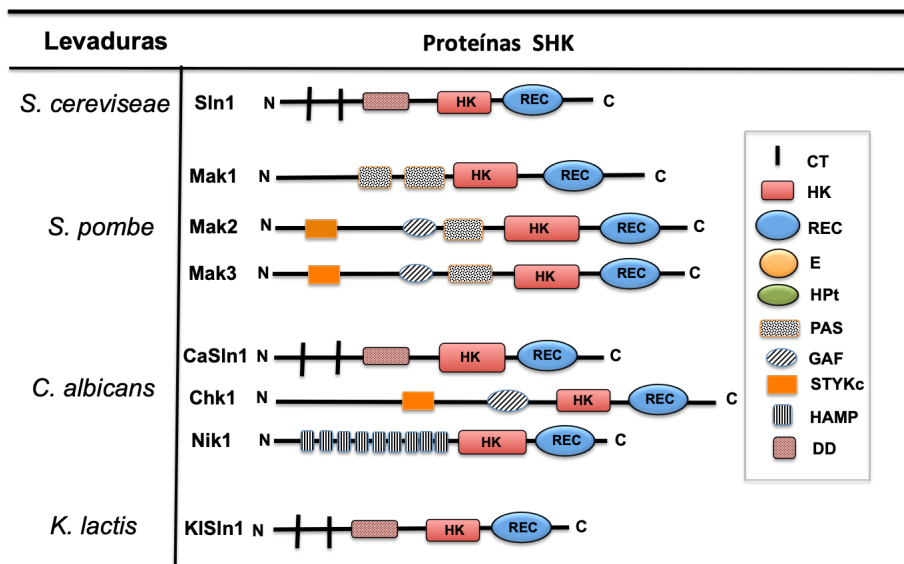 Levaduras
Proteínas SHK
S. cereviseae
Sln1 N HK REC C
S. pombe
Mak1 N HK REC C
Mak2 N HK REC C
Mak3 N HK REC C
C. albicans
CaSln1 N HK REC C
Chk1 N HK REC C
Nik1 N HK REC C
K. lactis
KlSln1 N HK REC C
CT
HK
REC
E
HPt
PAS
GAF
STYKc
HAMP
DD